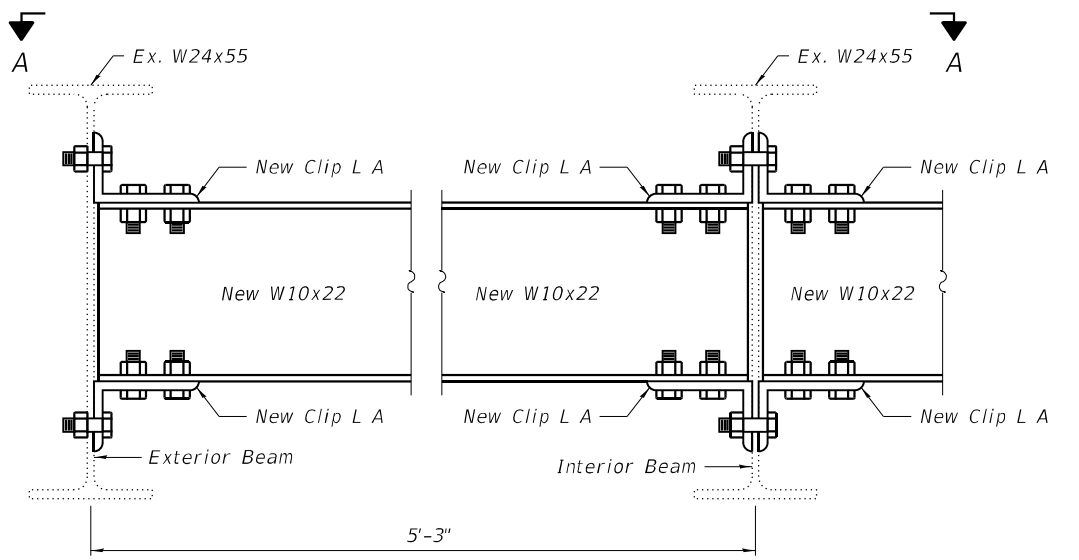 A
A
Ex. W24x55
Ex. W24x55
New Clip L A
New Clip L A
New Clip L A
New W10x22
New W10x22
New W10x22
New Clip L A
New Clip L A
New Clip L A
Exterior Beam
Interior Beam
5'-3"